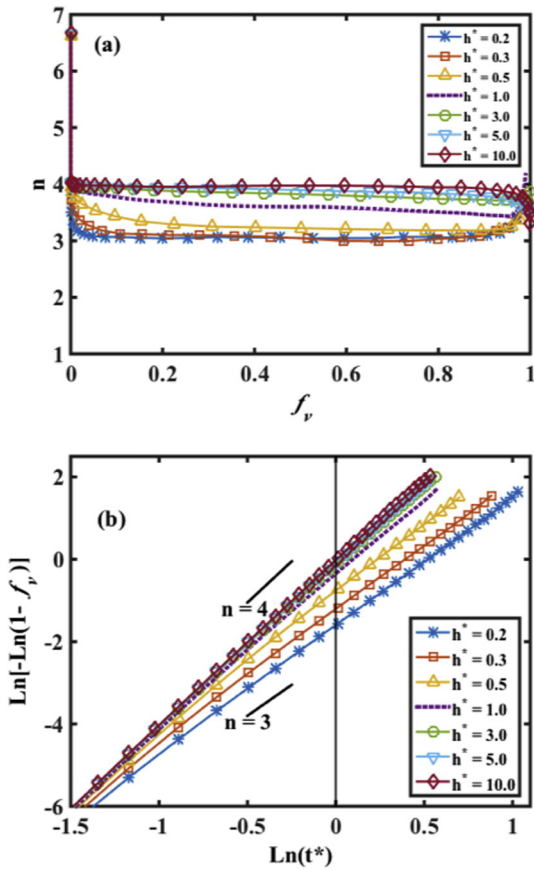 (a)
h* = 0.2
h* = 0.3
h* = 0.5
h* = 1.0
h* = 3.0
h* = 5.0
h* = 10.0
7
6
5
4
3
2
1
n
0 0.2 0.4 0.6 0.8 1
fᵥ
(b)
2
0
-2
-4
-6
Ln[-Ln(1- fᵥ)]
n = 4
n = 3
h* = 0.2
h* = 0.3
h* = 0.5
h* = 1.0
h* = 3.0
h* = 5.0
h* = 10.0
-1.5 -1 -0.5 0 0.5 1
Ln(t*)